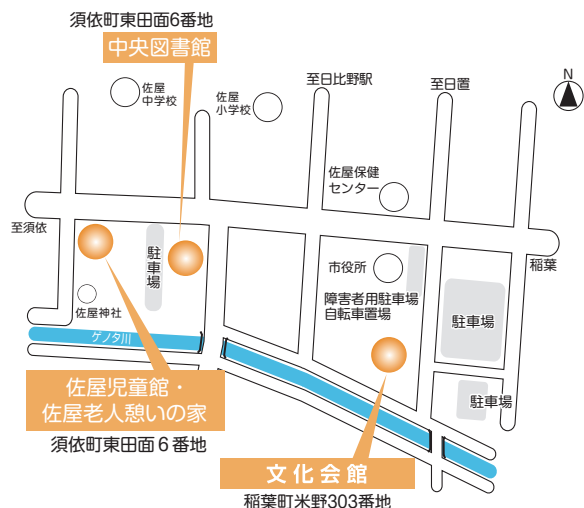 須依町東田面6番地
中央図書館
佐屋
中学校
佐屋
小学校
至日比野駅
至日置
N
佐屋保健
センター
至須依
駐車場
市役所
稲葉
障害者用駐車場
自転車置場
駐車場
佐屋神社
ゲノタ川
駐車場
佐屋児童館・
佐屋老人憩いの家
須依町東田面6番地
文化会館
稲葉町米野303番地